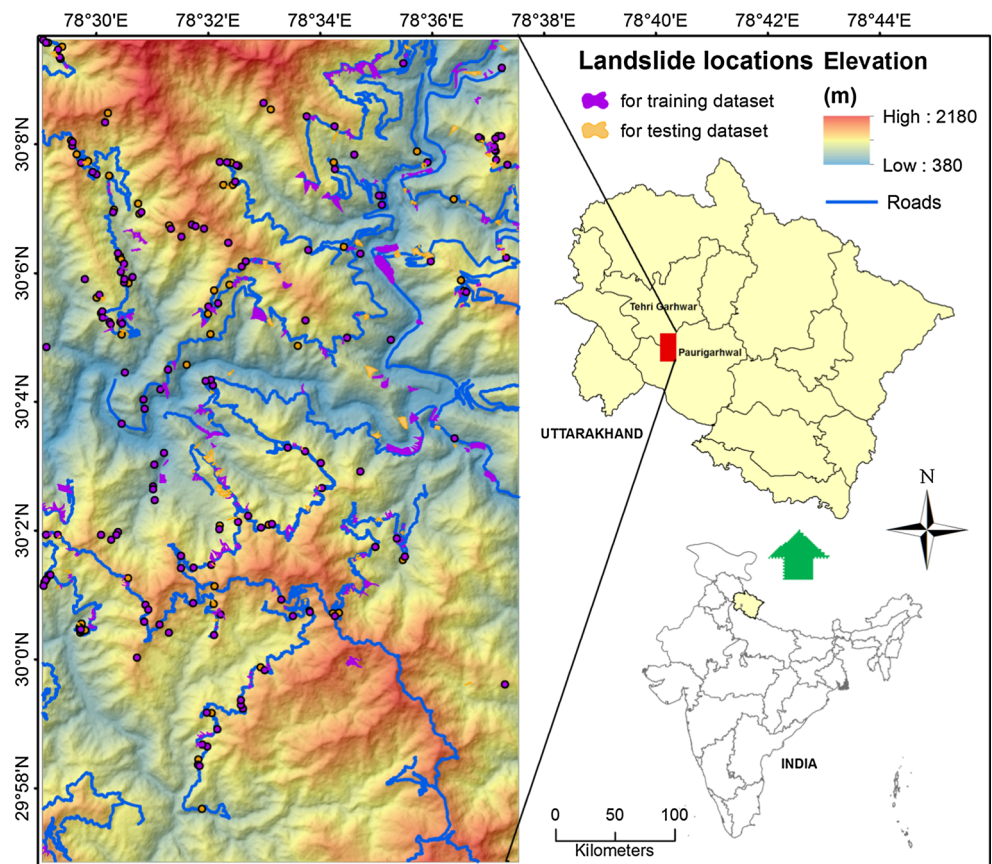 78°30'E 78°32'E 78°34'E 78°36'E 78°38'E 78°40'E 78°42'E 78°44'E
30°8'N
30°6'N
30°4'N
30°2'N
30°0'N
29°58'N
Landslide locations
for training dataset
for testing dataset
Elevation
(m)
High : 2180
Low : 380
Roads
Tehri Garhwar
Paurigarhwal
UTTARAKHAND
N
INDIA
0 50 100
Kilometers